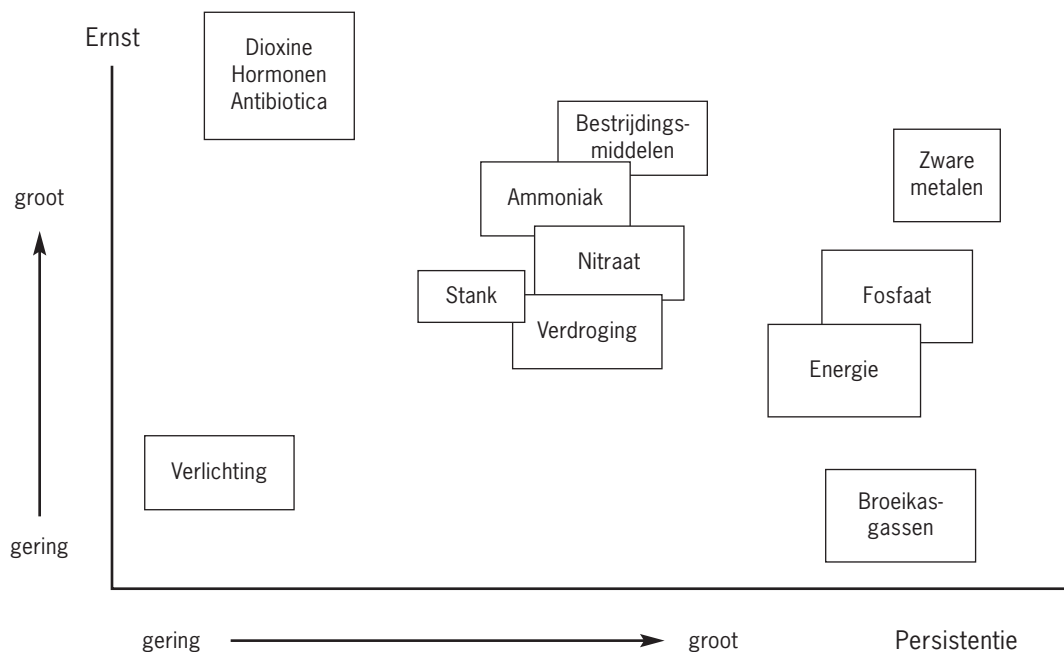 Ernst
Dioxine
Hormonen
Antibiotica
Bestrijdings-
middelen
Zware
metalen
Ammoniak
groot
Nitraat
Stank
Fosfaat
Verdroging
Energie
Verlichting
Broeikas-
gassen
gering
gering
groot
Persistentie